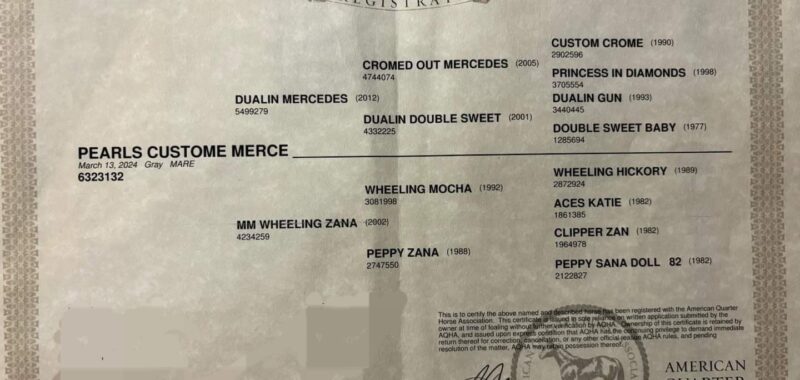 REGISTRAT
CUSTOM CROME (1990)
2902596
CROMED OUT MERCEDES (2005)
4744074
PRINCESS IN DIAMONDS (1998)
3705554
DUALIN MERCEDES (2012)
5499279
DUALIN GUN (1993)
3440445
DUALIN DOUBLE SWEET (2001)
4332225
DOUBLE SWEET BABY (1977)
1285694
PEARLS CUSTOME MERCE
March 13, 2024 Gray MARE
6323132
WHEELING HICKORY (1989)
2872924
WHEELING MOCHA (1992)
3081998
ACES KATIE (1982)
1861385
MM WHEELING ZANA (2002)
4234259
CLIPPER ZAN (1982)
1964978
PEPPY ZANA (1988)
2747550
PEPPY SANA DOLL 82 (1982)
2122827
This is to certify that the above named and described horse has been registered with the American Quarter
Horse Association. This certificate is issued in sole reliance on written application submitted by the
owner at time of foaling without further verification by AQHA. Ownership of this certificate is retained by
AQHA, and issued upon express condition that AQHA has the continuing privilege to demand immediate
return thereof for correction, cancellation, or any other official reason AQHA rules, and pending
resolution of the matter, AQHA may retain possession thereof.
AMERICAN
QUARTER